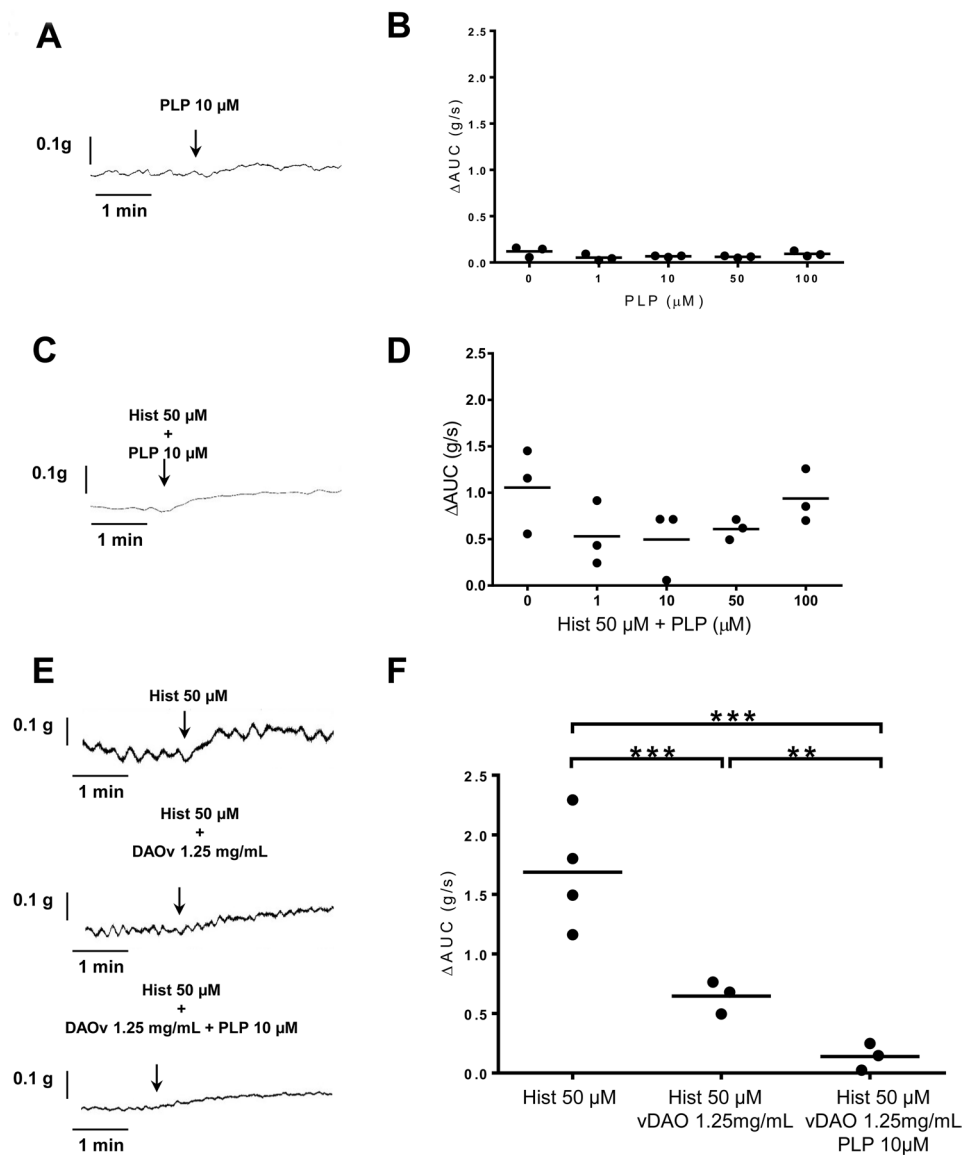 A
PLP 10 µM
0.1g
1 min
B
2.5
2.0
1.5
1.0
0.5
0.0
ΔAUC (g/s)
0 1 10 50 100
PLP (µM)
C
Hist 50 µM
+
PLP 10 µM
0.1g
1 min
D
2.5
2.0
1.5
1.0
0.5
0.0
ΔAUC (g/s)
0 1 10 50 100
Hist 50 µM + PLP (µM)
E
Hist 50 µM
0.1 g
1 min
Hist 50 µM
+
DAOv 1.25 mg/mL
0.1 g
1 min
Hist 50 µM
+
DAOv 1.25 mg/mL + PLP 10 µM
0.1 g
1 min
F
***
*** **
2.5
2.0
1.5
1.0
0.5
0.0
ΔAUC (g/s)
Hist 50 µM
Hist 50 µM
vDAO 1.25mg/mL
Hist 50 µM
vDAO 1.25mg/mL
PLP 10µM